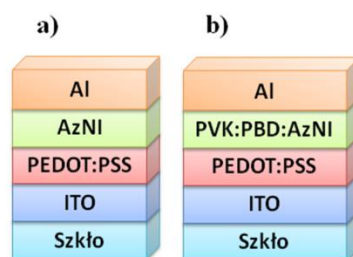 a)
Al
AzNI
PEDOT:PSS
ITO
Szkło
b)
Al
PVK:PBD:AzNI
PEDOT:PSS
ITO
Szkło